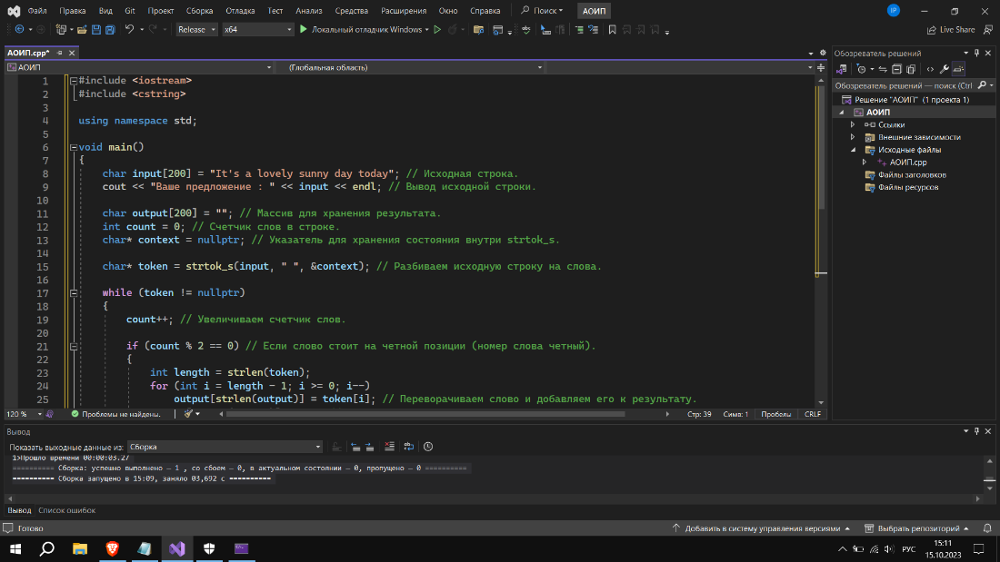 Файл Правка Вид Git Проект Сборка Отладка Тест Анализ Средства Расширения Окно Справка Поиск АОИП IP
Release x64 Локальный отладчик Windows Live Share
АОИП.cpp* Обозреватель решений
АОИП (Глобальная область)
Обозреватель решений — поиск (Ctrl
Решение "АОИП" (1 проекта 1)
АОИП
Ссылки
Внешние зависимости
Исходные файлы
АОИП.cpp
Файлы заголовков
Файлы ресурсов
1 #include <iostream>
2 #include <cstring>
3
4 using namespace std;
5
6 void main()
7 {
8 char input[200] = "It's a lovely sunny day today"; // Исходная строка.
9 cout << "Ваше предложение : " << input << endl; // Вывод исходной строки.
10
11 char output[200] = ""; // Массив для хранения результата.
12 int count = 0; // Счетчик слов в строке.
13 char* context = nullptr; // Указатель для хранения состояния внутри strtok_s.
14
15 char* token = strtok_s(input, " ", &context); // Разбиваем исходную строку на слова.
16
17 while (token != nullptr)
18 {
19 count++; // Увеличиваем счетчик слов.
20
21 if (count % 2 == 0) // Если слово стоит на четной позиции (номер слова четный).
22 {
23 int length = strlen(token);
24 for (int i = length - 1; i >= 0; i--)
25 output[strlen(output)] = token[i]; // Переворачиваем слово и добавляем его к результату.
120 % Проблемы не найдены. Стр: 39 Симв: 1 Пробелы CRLF
Вывод
Показать выходные данные из: Сборка
1>Прошло времени 00:00:03.27
========== Сборка: успешно выполнено — 1 , со сбоем — 0, в актуальном состоянии — 0, пропущено — 0 ==========
========== Сборка запущено в 15:09, заняло 03,692 с ==========
Вывод Список ошибок
Готово Добавить в систему управления версиями Выбрать репозиторий
РУС 15:11
15.10.2023